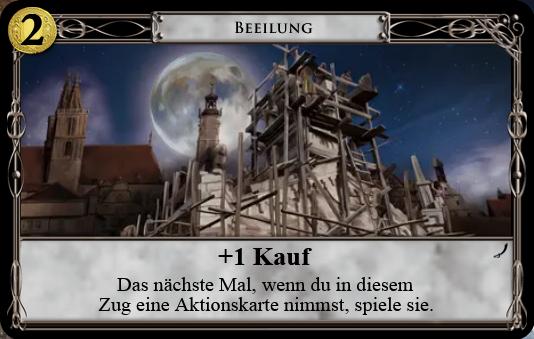 2
BEEILUNG
+1 Kauf
Das nächste Mal, wenn du in diesem
Zug eine Aktionskarte nimmst, spiele sie.